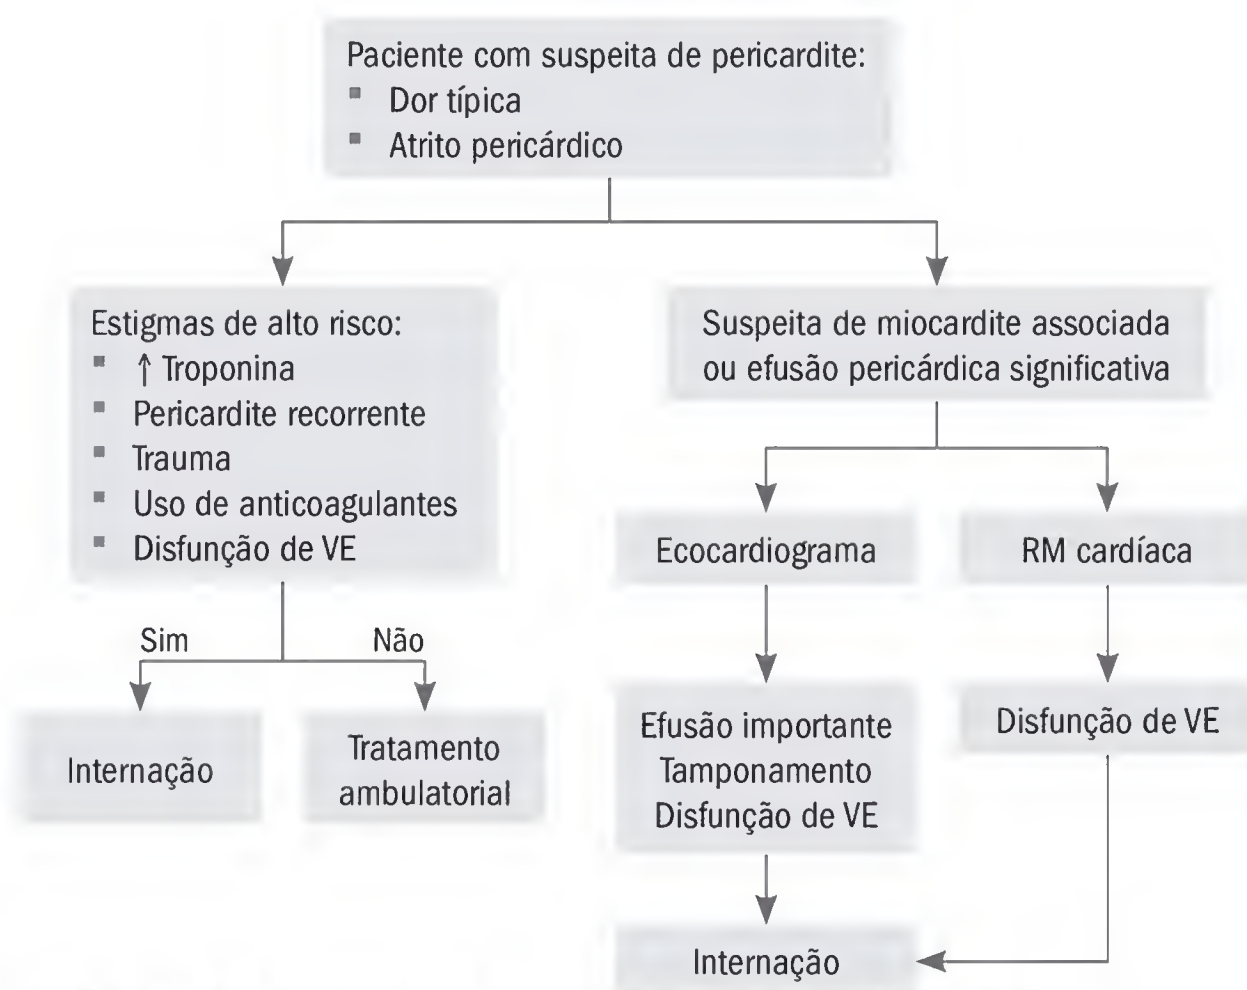 Paciente com suspeita de pericardite:
▪ Dor típica
▪ Atrito pericárdico
Estigmas de alto risco:
▪ ↑ Troponina
▪ Pericardite recorrente
▪ Trauma
▪ Uso de anticoagulantes
▪ Disfunção de VE
Sim
Não
Internação
Tratamento
ambulatorial
Suspeita de miocardite associada
ou efusão pericárdica significativa
Ecocardiograma
RM cardíaca
Efusão importante
Tamponamento
Disfunção de VE
Disfunção de VE
Internação